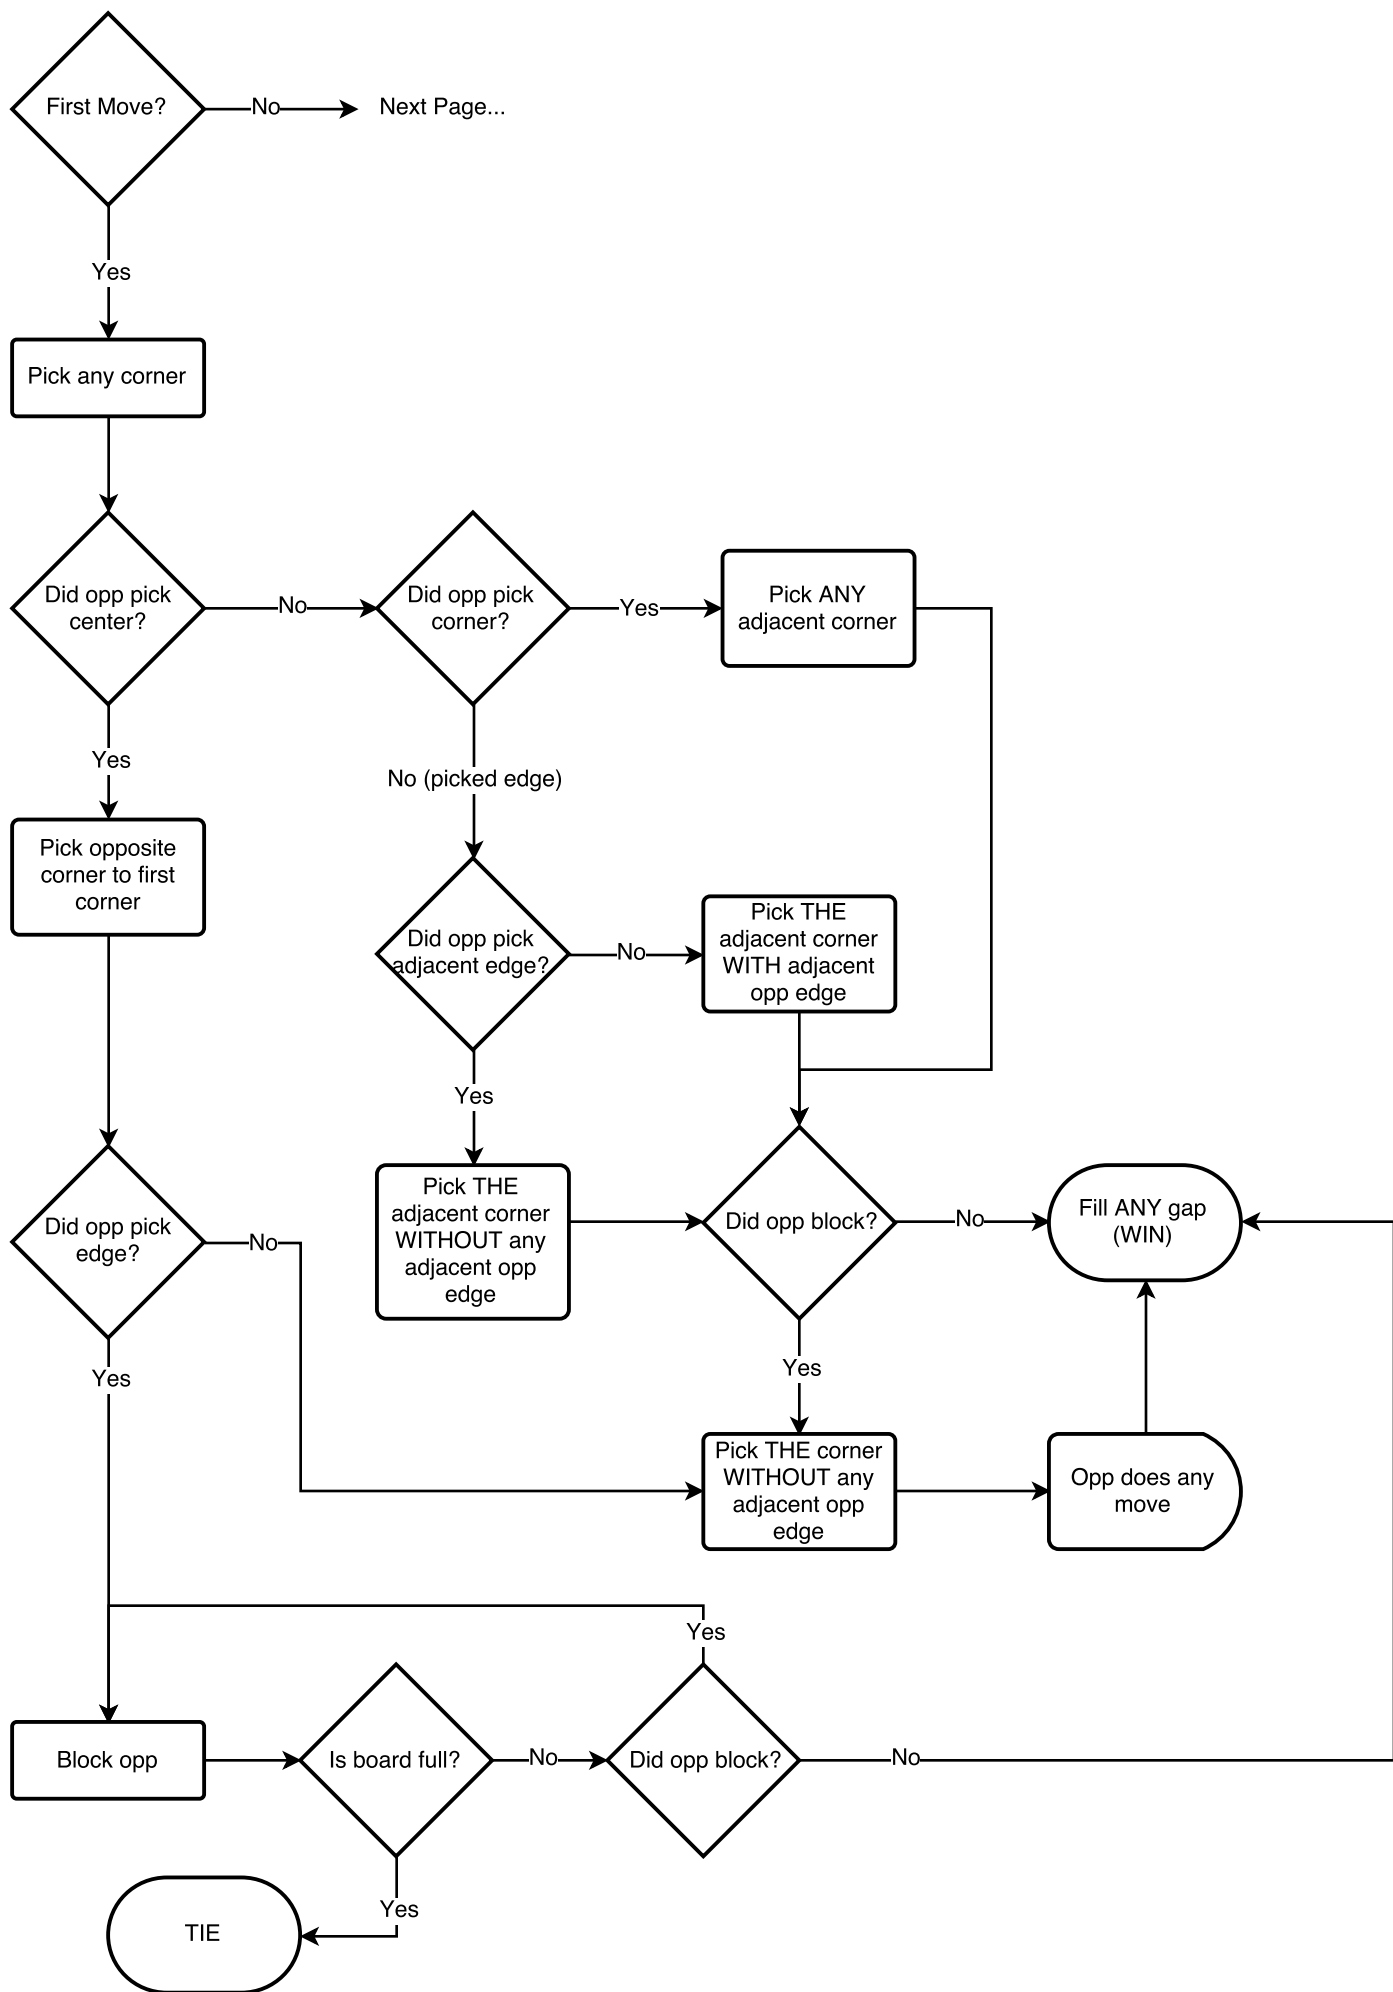 First Move?
No
Next Page...
Yes
Pick any corner
Did opp pick
center?
No
Did opp pick
corner?
Yes
Pick ANY
adjacent corner
Yes
No (picked edge)
Pick opposite
corner to first
corner
Did opp pick
adjacent edge?
No
Pick THE
adjacent corner
WITH adjacent
opp edge
Yes
Did opp pick
edge?
No
Pick THE
adjacent corner
WITHOUT any
adjacent opp
edge
Did opp block?
No
Fill ANY gap
(WIN)
Yes
Yes
Pick THE corner
WITHOUT any
adjacent opp
edge
Opp does any
move
Yes
Block opp
Is board full?
No
Did opp block?
No
Yes
TIE